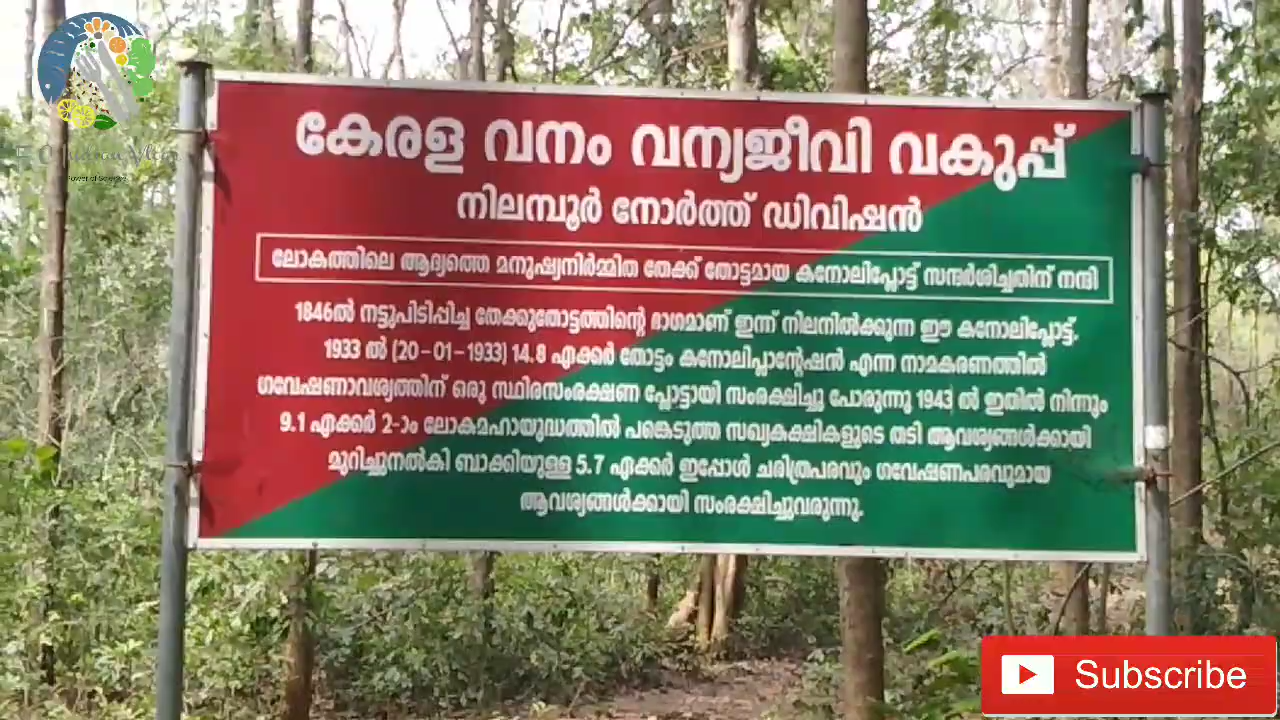 കേരള വനം വന്യജീവി വകുപ്പ്
നിലമ്പൂർ നോർത്ത് ഡിവിഷൻ
ലോകത്തിലെ ആദ്യത്തെ മനുഷ്യനിർമ്മിത തേക്ക് തോട്ടമായ കനോലിപ്ലോട്ട് സന്ദർശിച്ചതിന് നന്ദി
1846ൽ നട്ടുപിടിപ്പിച്ച തേക്കുതോട്ടത്തിന്റെ ഭാഗമാണ് ഇന്ന് നിലനിൽക്കുന്ന ഈ കനോലിപ്ലോട്ട്.
1933 ൽ (20-01-1933) 14.8 ഏക്കർ തോട്ടം കനോലിപ്ലാന്റേഷൻ എന്ന നാമകരണത്തിൽ
ഗവേഷണാവശ്യത്തിന് ഒരു സ്ഥിരസംരക്ഷണ പ്ലോട്ടായി സംരക്ഷിച്ചു പോരുന്നു 1943 ൽ ഇതിൽ നിന്നും
9.1 ഏക്കർ 2-ാം ലോകമഹായുദ്ധത്തിൽ പങ്കെടുത്ത സഖ്യകക്ഷികളുടെ തടി ആവശ്യങ്ങൾക്കായി
മുറിച്ചുനൽകി ബാക്കിയുള്ള 5.7 ഏക്കർ ഇപ്പോൾ ചരിത്രപരവും ഗവേഷണപരവുമായ
ആവശ്യങ്ങൾക്കായി സംരക്ഷിച്ചുവരുന്നു.
Subscribe